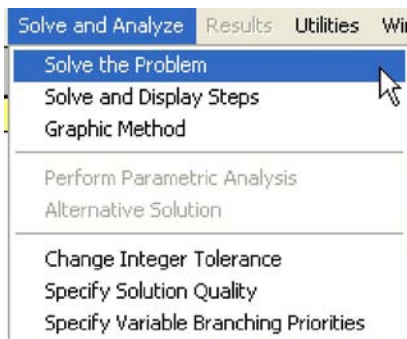 Solve and Analyze Results Utilities
Solve the Problem
Solve and Display Steps
Graphic Method
Perform Parametric Analysis
Alternative Solution
Change Integer Tolerance
Specify Solution Quality
Specify Variable Branching Priorities